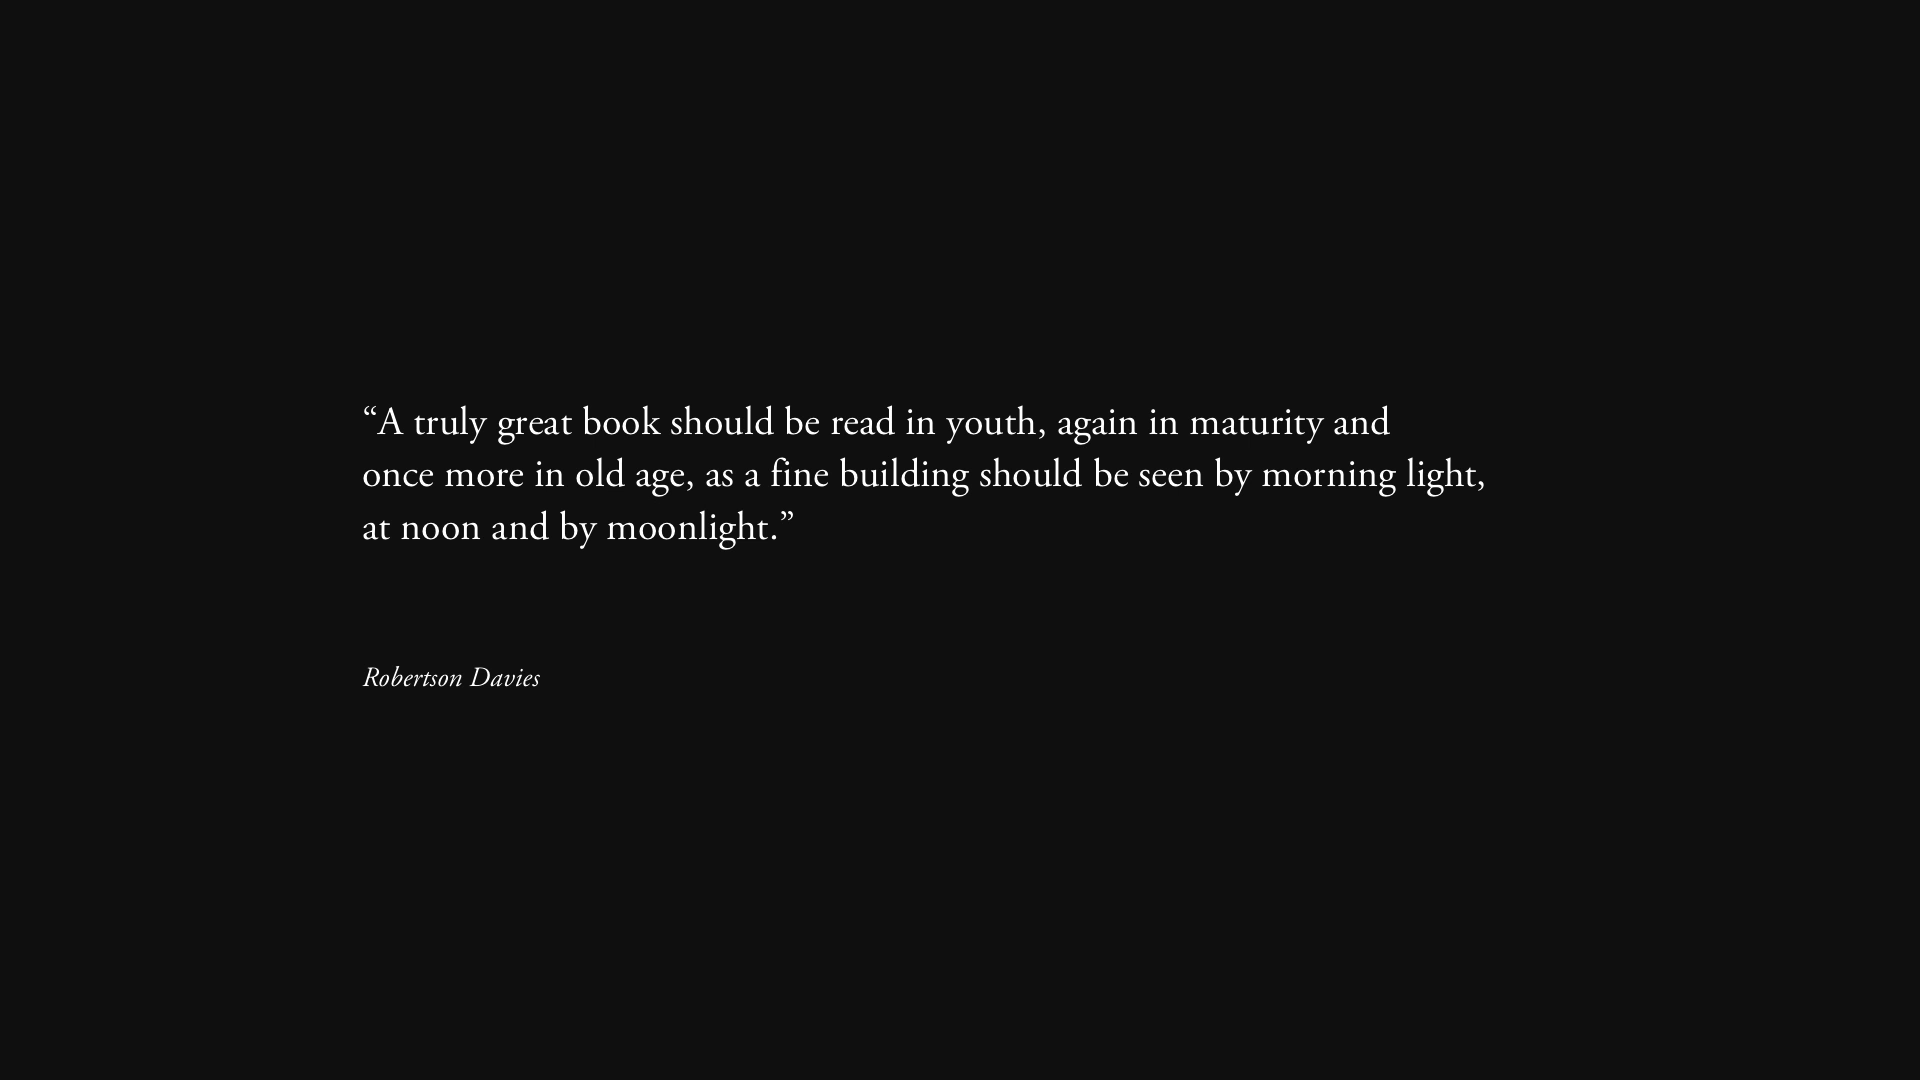 “A truly great book should be read in youth, again in maturity and
once more in old age, as a fine building should be seen by morning light,
at noon and by moonlight.”
Robertson Davies